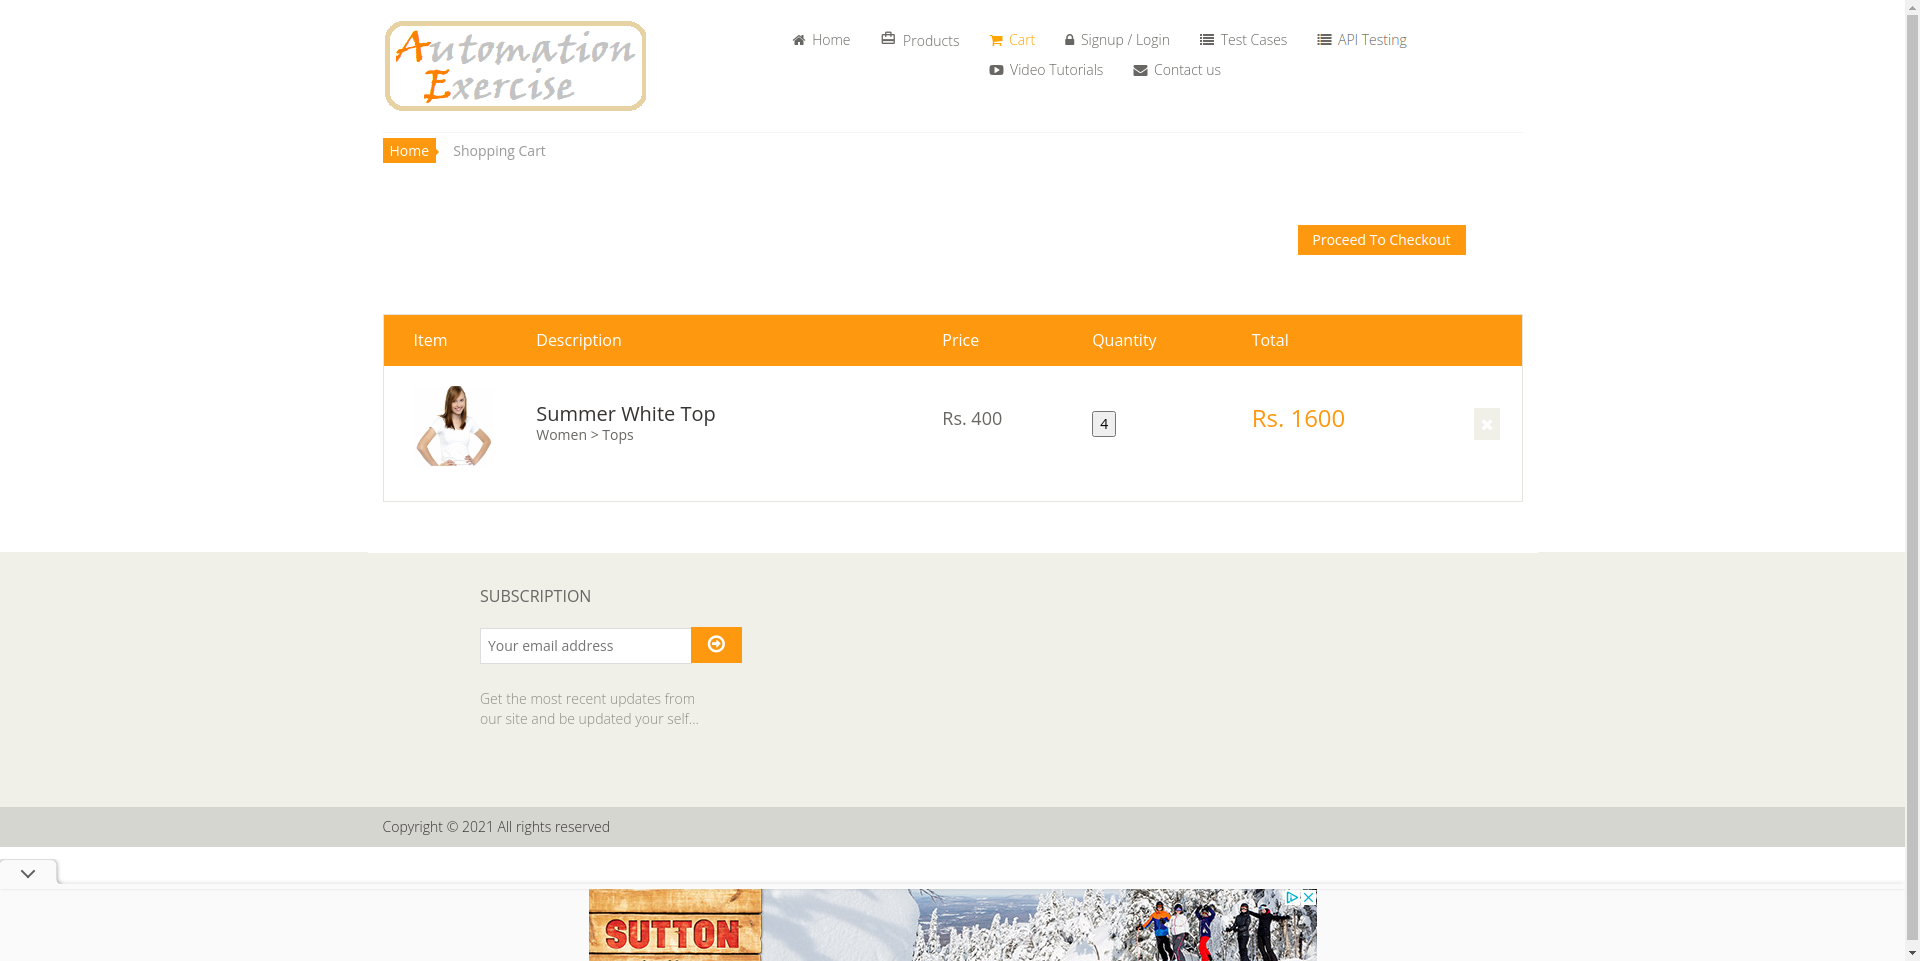 Automation
Exercise
Home
Products
Cart
Signup / Login
Test Cases
API Testing
Video Tutorials
Contact us
Home
Shopping Cart
Proceed To Checkout
Item Description Price Quantity Total
Summer White Top
Women > Tops
Rs. 400
4
Rs. 1600
SUBSCRIPTION
Your email address
Get the most recent updates from
our site and be updated your self...
Copyright © 2021 All rights reserved
SUTTON